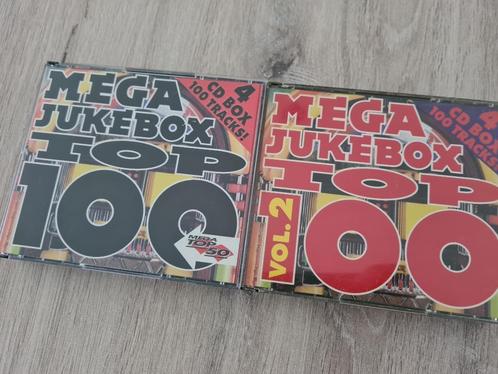 MEGA
JUKEBOX
TOP
100
4
CD BOX
100 TRACKS!
MEGA
TOP
50
MEGA
JUKEBOX
TOP
100
VOL. 2
4
CD BOX
100 TRACKS!